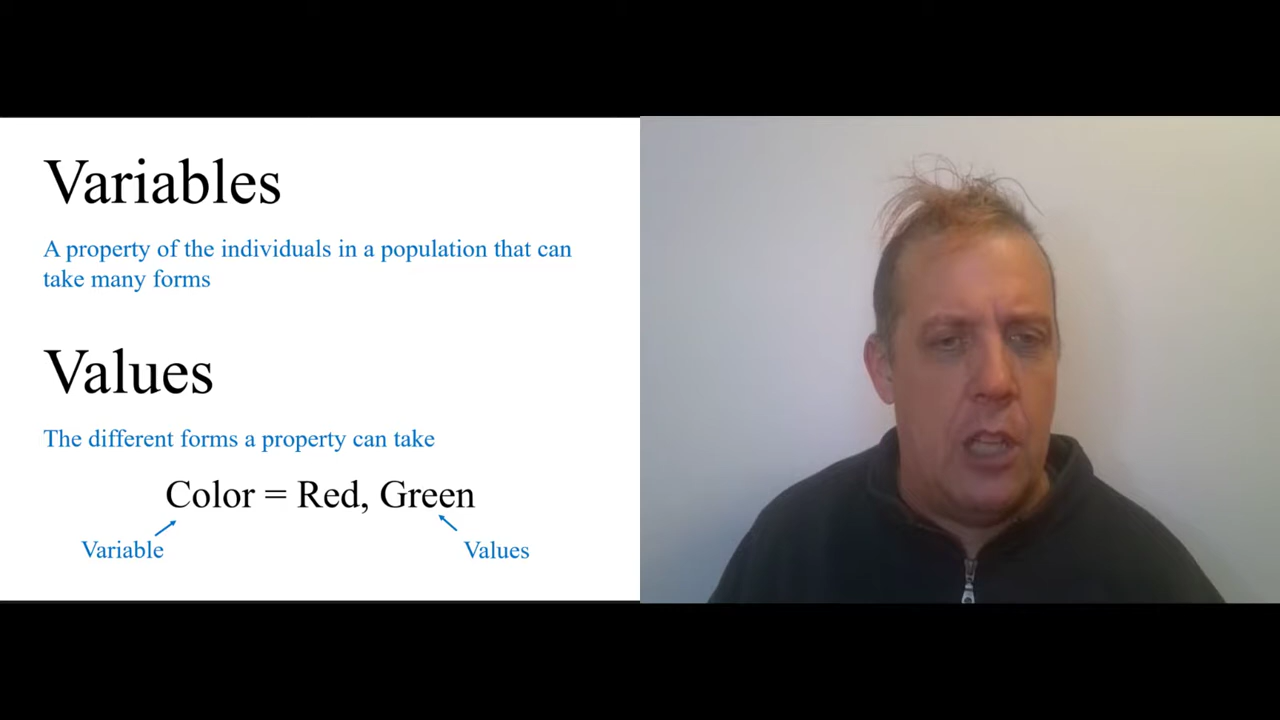 Variables
A property of the individuals in a population that can
take many forms
Values
The different forms a property can take
Color = Red, Green
Variable
Values